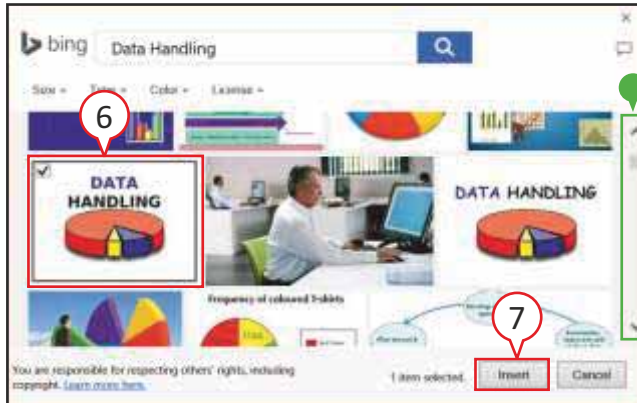 bing Data Handling
Size Type Color License
6
DATA
HANDLING
DATA HANDLING
Frequency of coloured T-shirts
7
You are responsible for respecting others' rights, including
copyright. Learn more here.
1 item selected.
Insert
Cancel